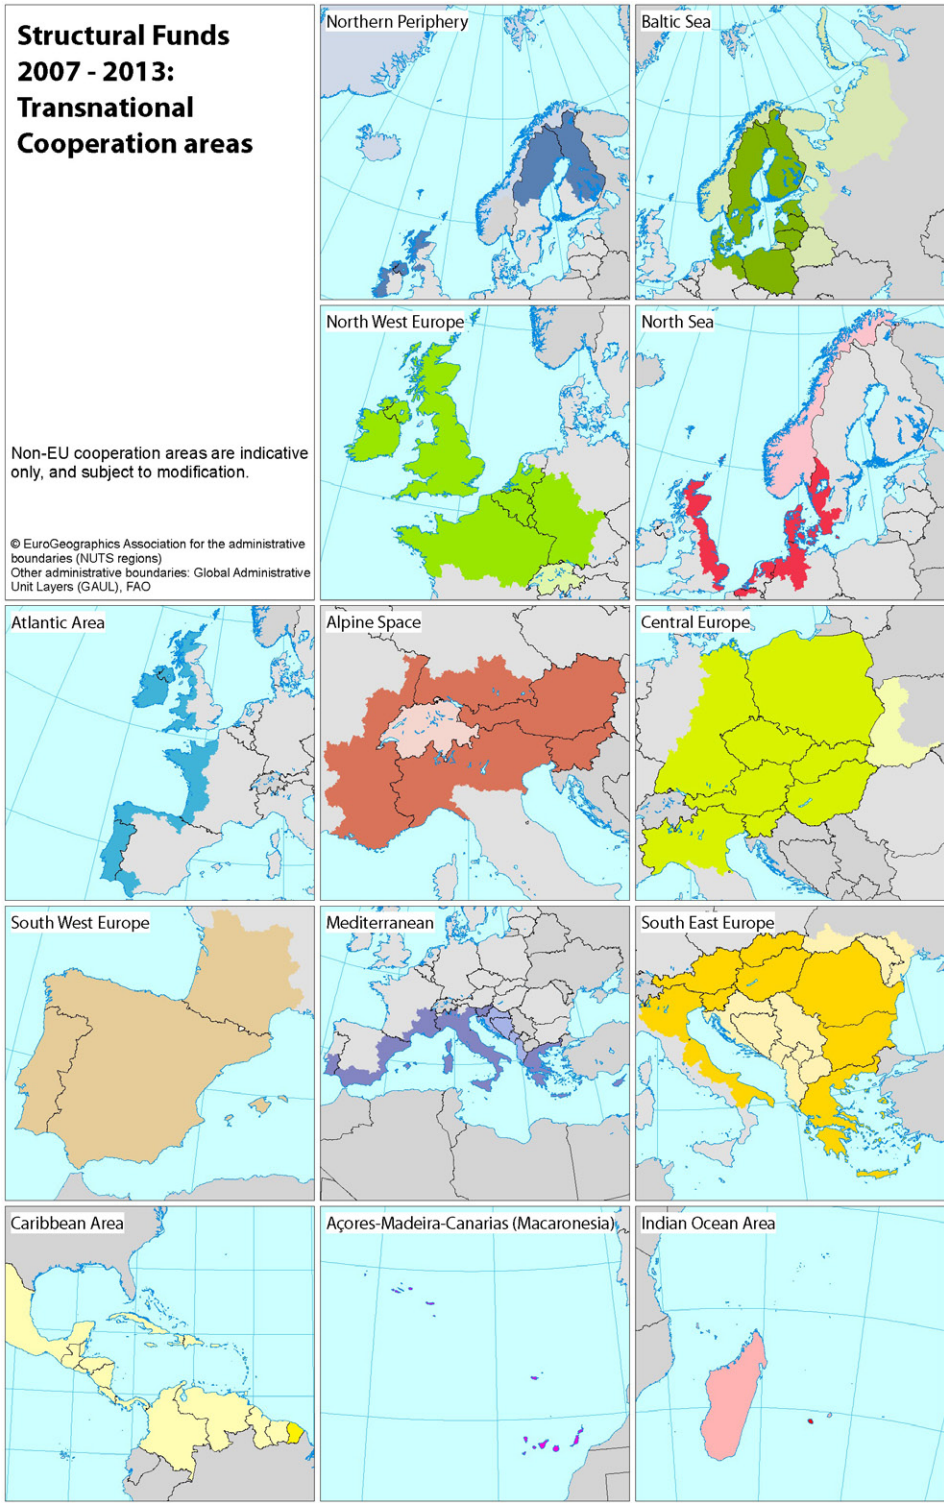 Structural Funds
2007 - 2013:
Transnational
Cooperation areas
Non-EU cooperation areas are indicative
only, and subject to modification.
© EuroGeographics Association for the administrative
boundaries (NUTS regions)
Other administrative boundaries: Global Administrative
Unit Layers (GAUL), FAO
Northern Periphery
Baltic Sea
North West Europe
North Sea
Atlantic Area
Alpine Space
Central Europe
South West Europe
Mediterranean
South East Europe
Caribbean Area
Açores-Madeira-Canarias (Macaronesia)
Indian Ocean Area